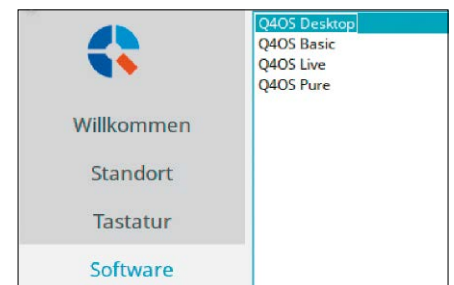 Willkommen
Standort
Tastatur
Software
Q4OS Desktop
Q4OS Basic
Q4OS Live
Q4OS Pure